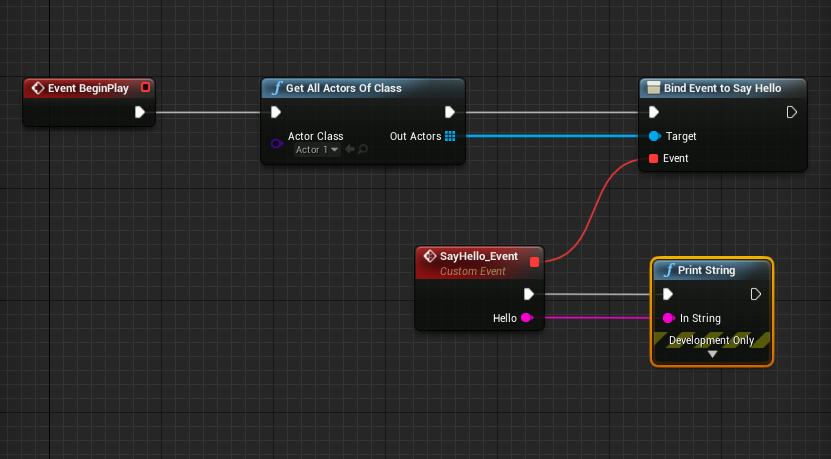 Event BeginPlay
Get All Actors Of Class
Actor Class
Actor 1
Out Actors
Bind Event to Say Hello
Target
Event
SayHello_Event
Custom Event
Hello
Print String
In String
Development Only